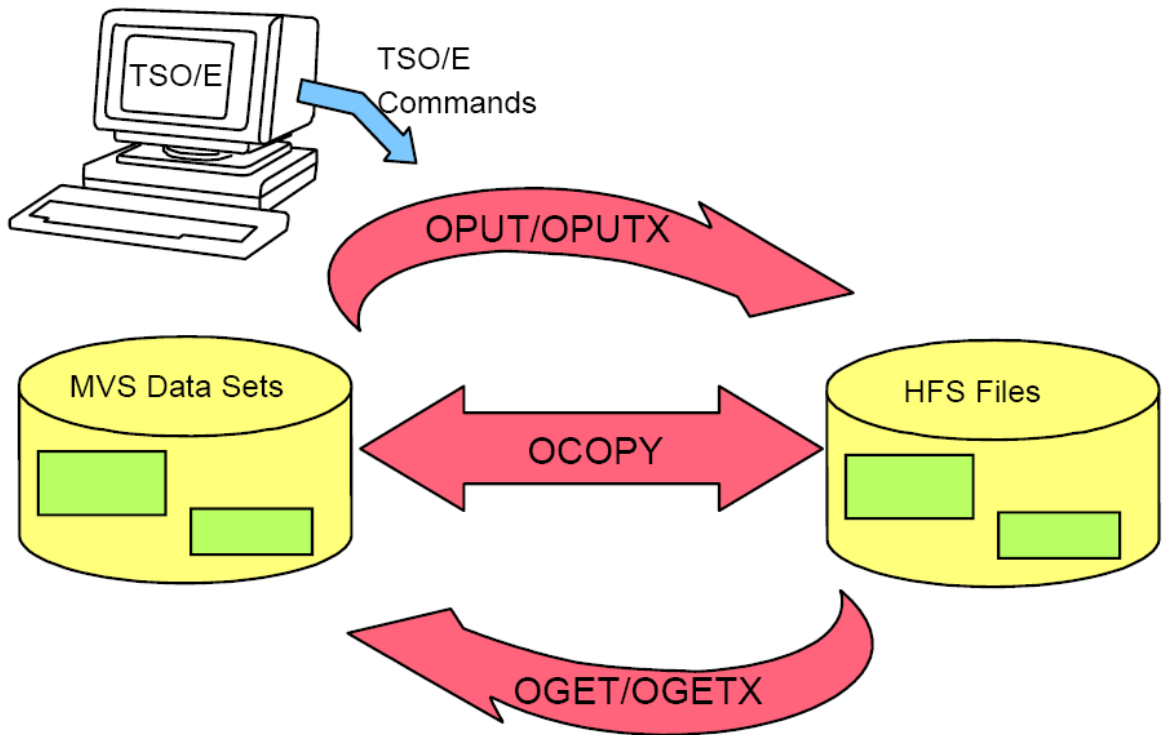 TSO/E
TSO/E
Commands
OPUT/OPUTX
MVS Data Sets
HFS Files
OCOPY
OGET/OGETX